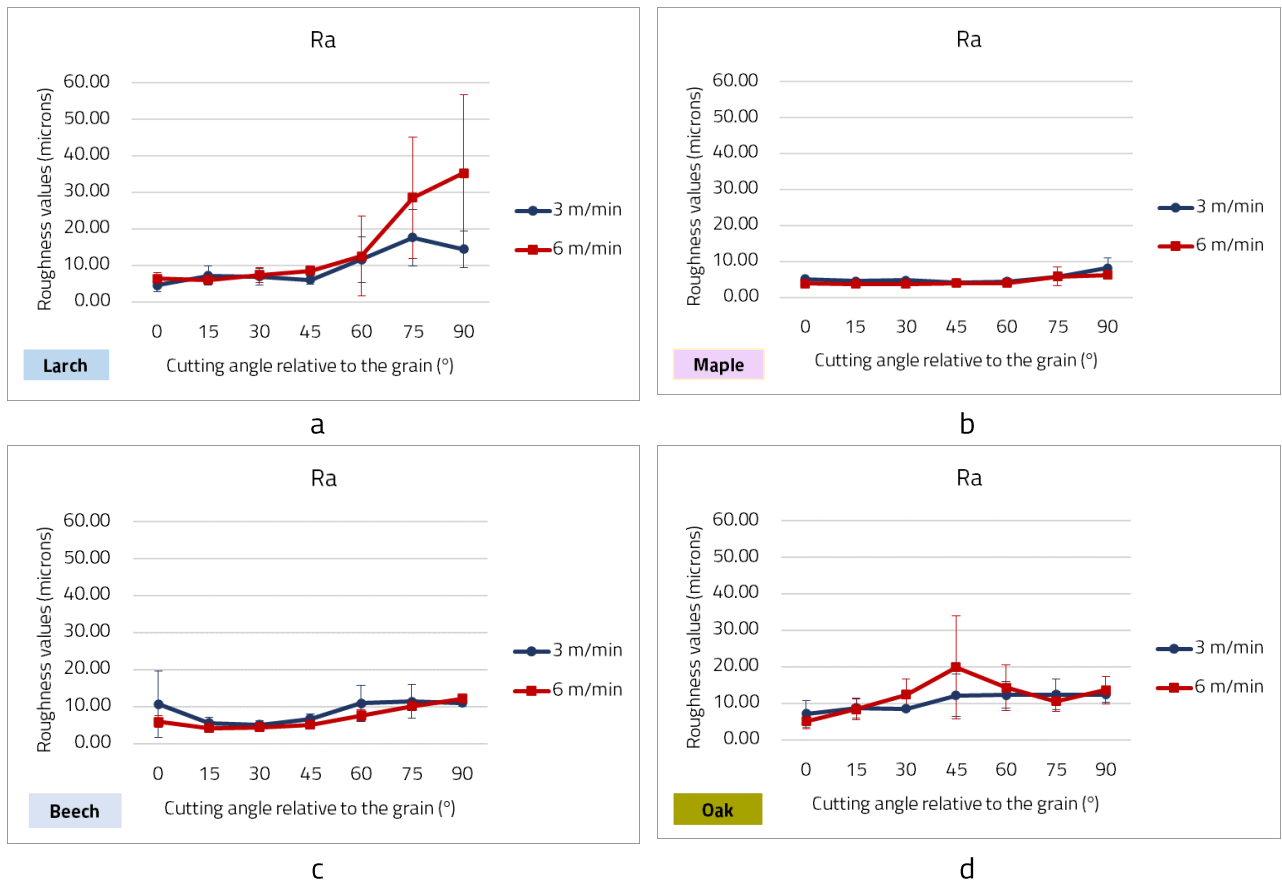 Ra
Roughness values (microns)
60.00
50.00
40.00
30.00
20.00
10.00
0.00
0 15 30 45 60 75 90
Cutting angle relative to the grain (°)
3 m/min
6 m/min
Larch
a
Ra
Roughness values (microns)
60.00
50.00
40.00
30.00
20.00
10.00
0.00
0 15 30 45 60 75 90
Cutting angle relative to the grain (°)
3 m/min
6 m/min
Maple
b
Ra
Roughness values (microns)
60.00
50.00
40.00
30.00
20.00
10.00
0.00
0 15 30 45 60 75 90
Cutting angle relative to the grain (°)
3 m/min
6 m/min
Beech
c
Ra
Roughness values (microns)
60.00
50.00
40.00
30.00
20.00
10.00
0.00
0 15 30 45 60 75 90
Cutting angle relative to the grain (°)
3 m/min
6 m/min
Oak
d